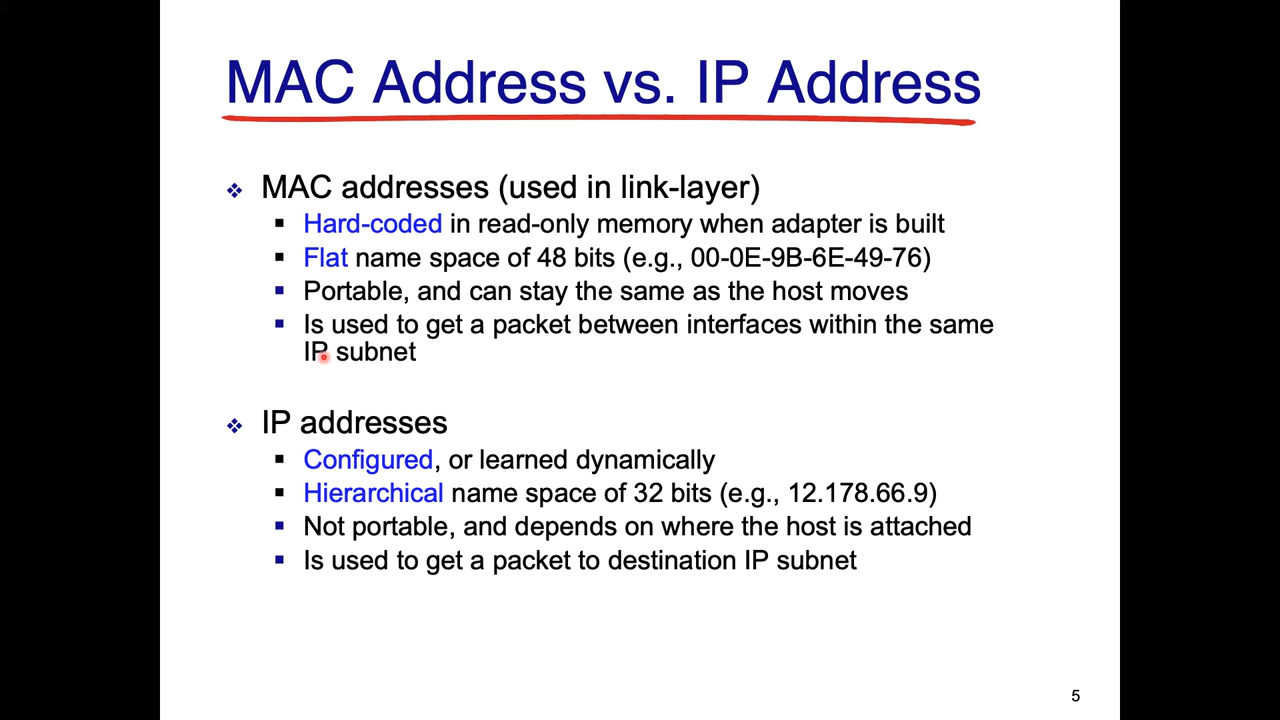 MAC Address vs. IP Address
MAC addresses (used in link-layer)
Hard-coded in read-only memory when adapter is built
Flat name space of 48 bits (e.g., 00-0E-9B-6E-49-76)
Portable, and can stay the same as the host moves
Is used to get a packet between interfaces within the same
IP subnet
IP addresses
Configured, or learned dynamically
Hierarchical name space of 32 bits (e.g., 12.178.66.9)
Not portable, and depends on where the host is attached
Is used to get a packet to destination IP subnet
5